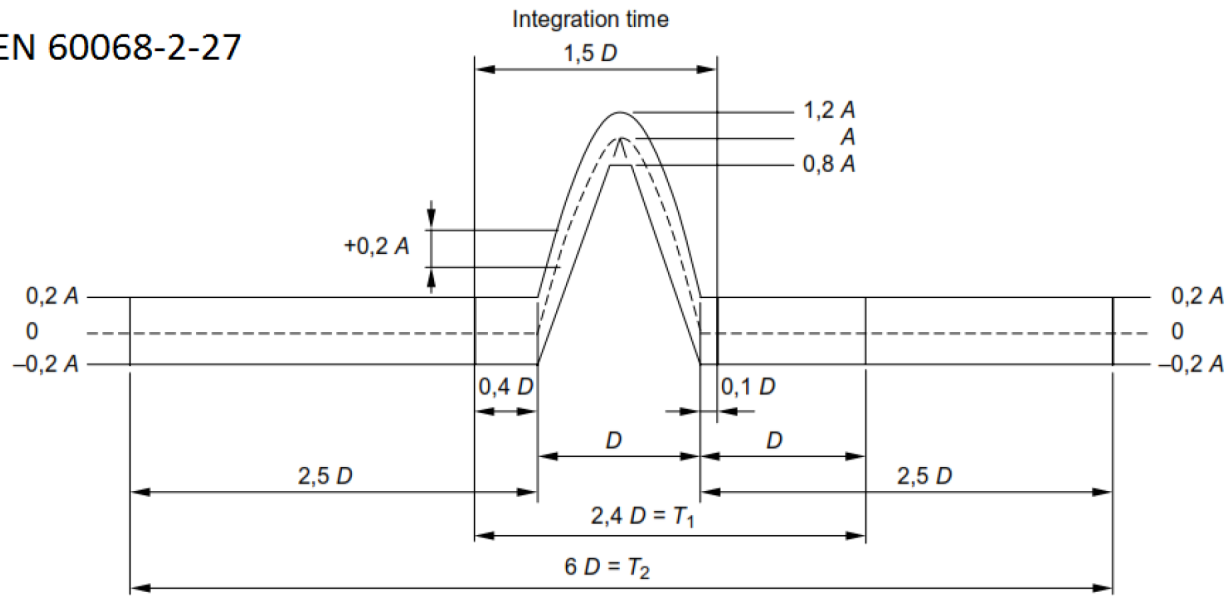 Integration time
EN 60068-2-27
1,5 D
1,2 A
A
0,8 A
+0,2 A
0,2 A
0,2 A
0
0
–0,2 A
–0,2 A
0,4 D
0,1 D
D
D
2,5 D
2,5 D
2,4 D = T₁
6 D = T₂